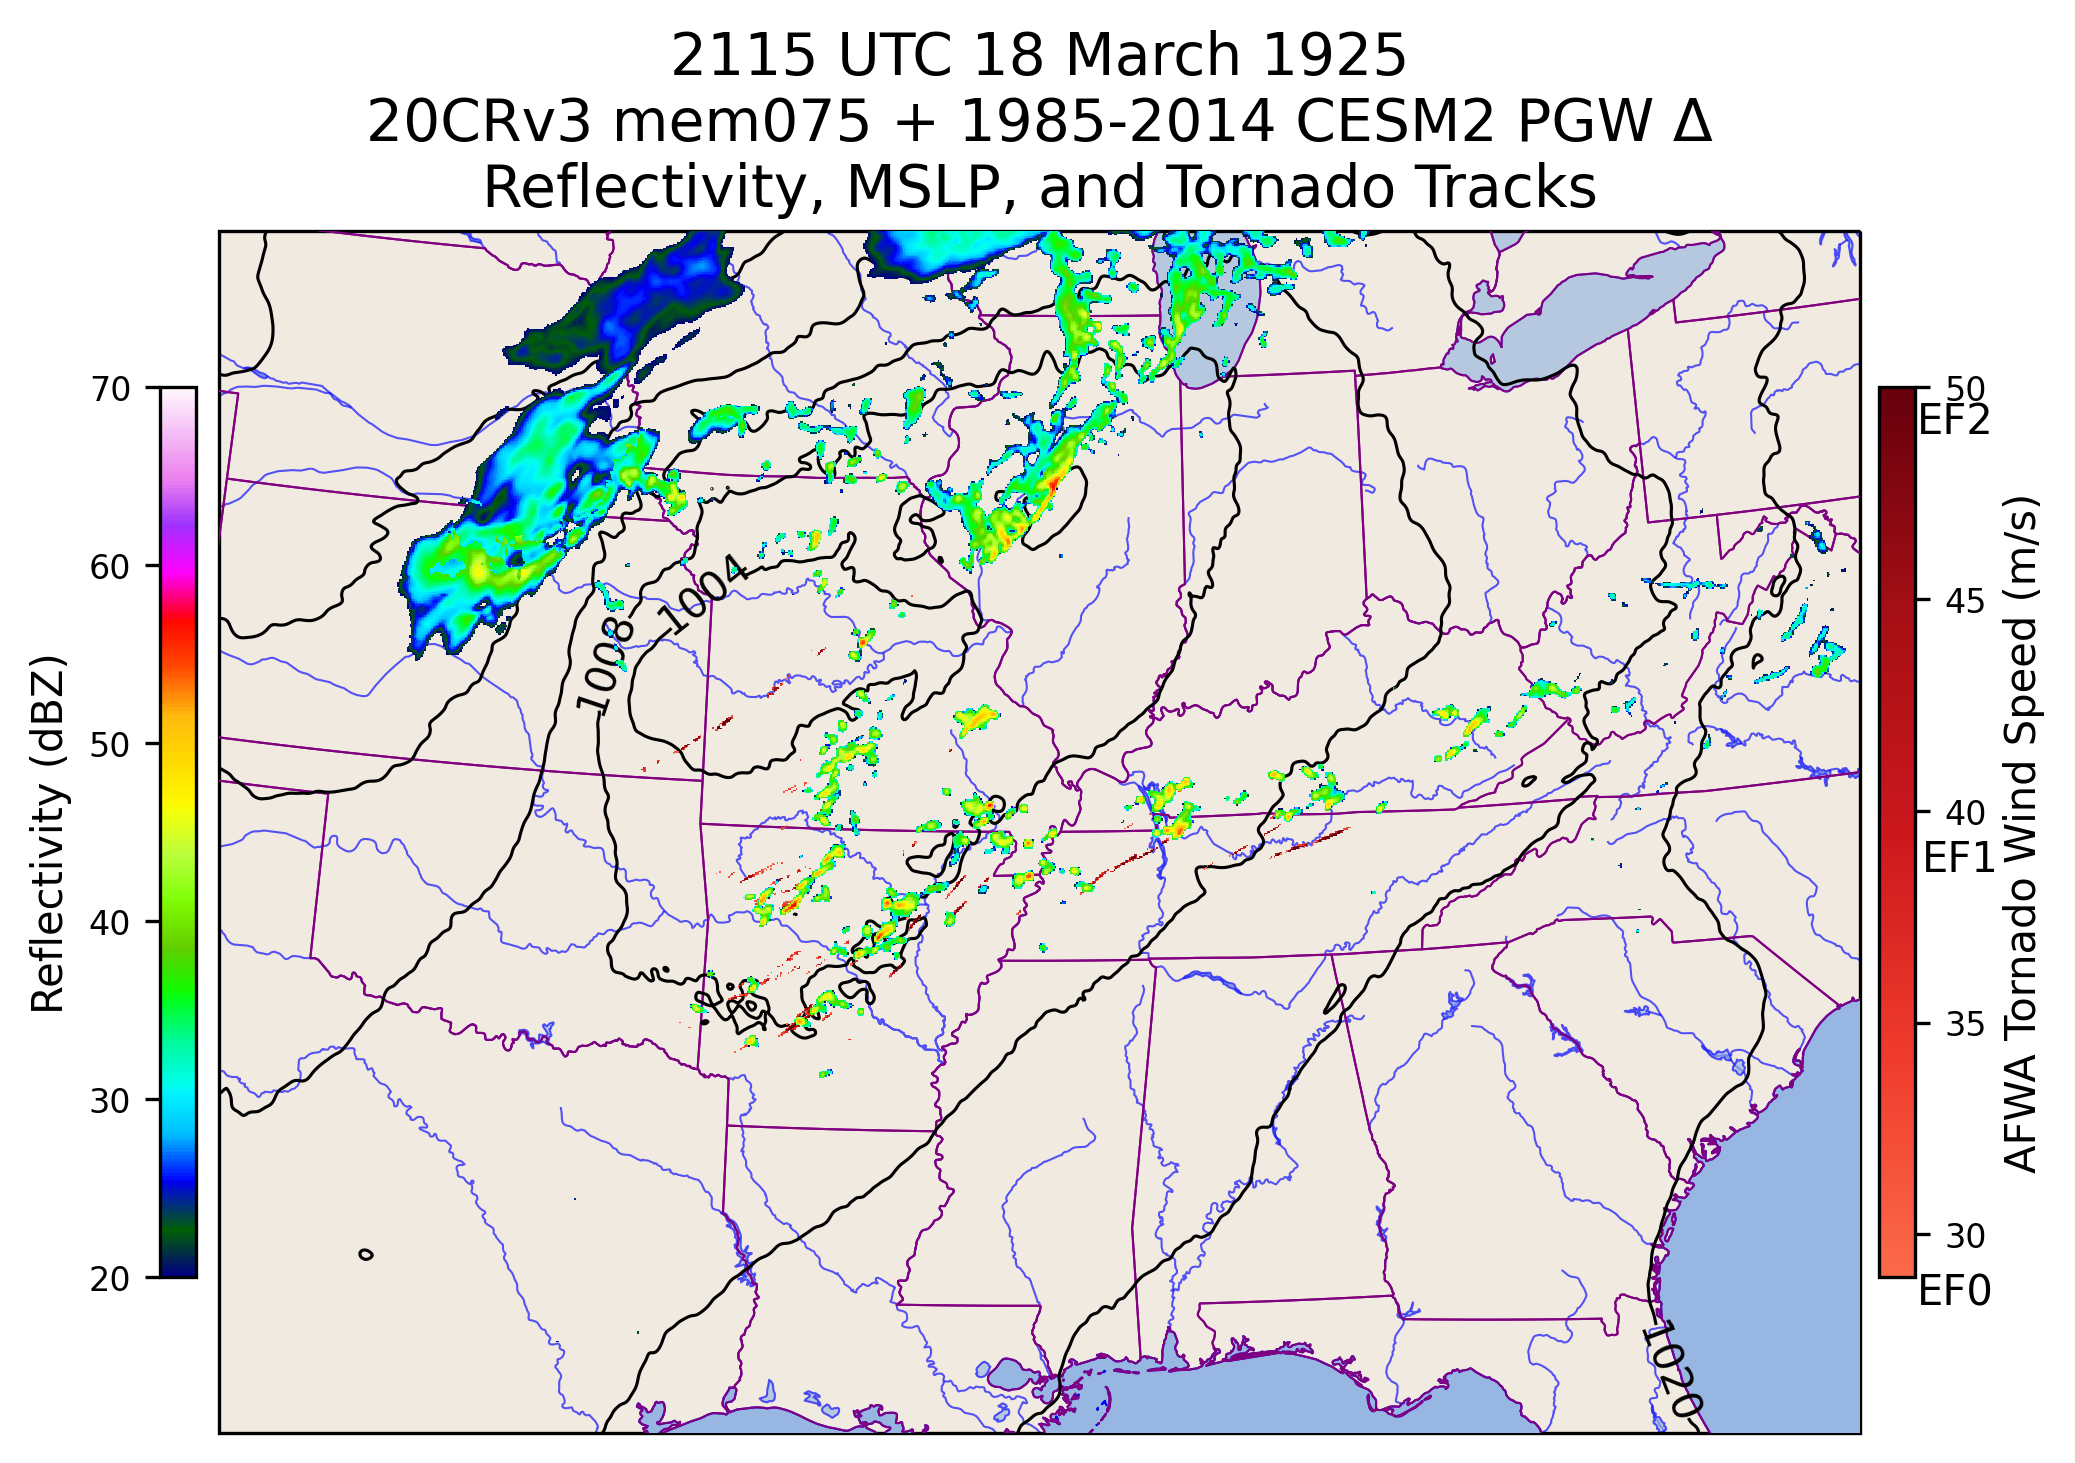 2115 UTC 18 March 1925
20CRv3 mem075 + 1985-2014 CESM2 PGW Δ
Reflectivity, MSLP, and Tornado Tracks
70
60
50
40
30
20
Reflectivity (dBZ)
1004
1008
1020
50
EF2
45
40
EF1
35
30
EF0
AFWA Tornado Wind Speed (m/s)